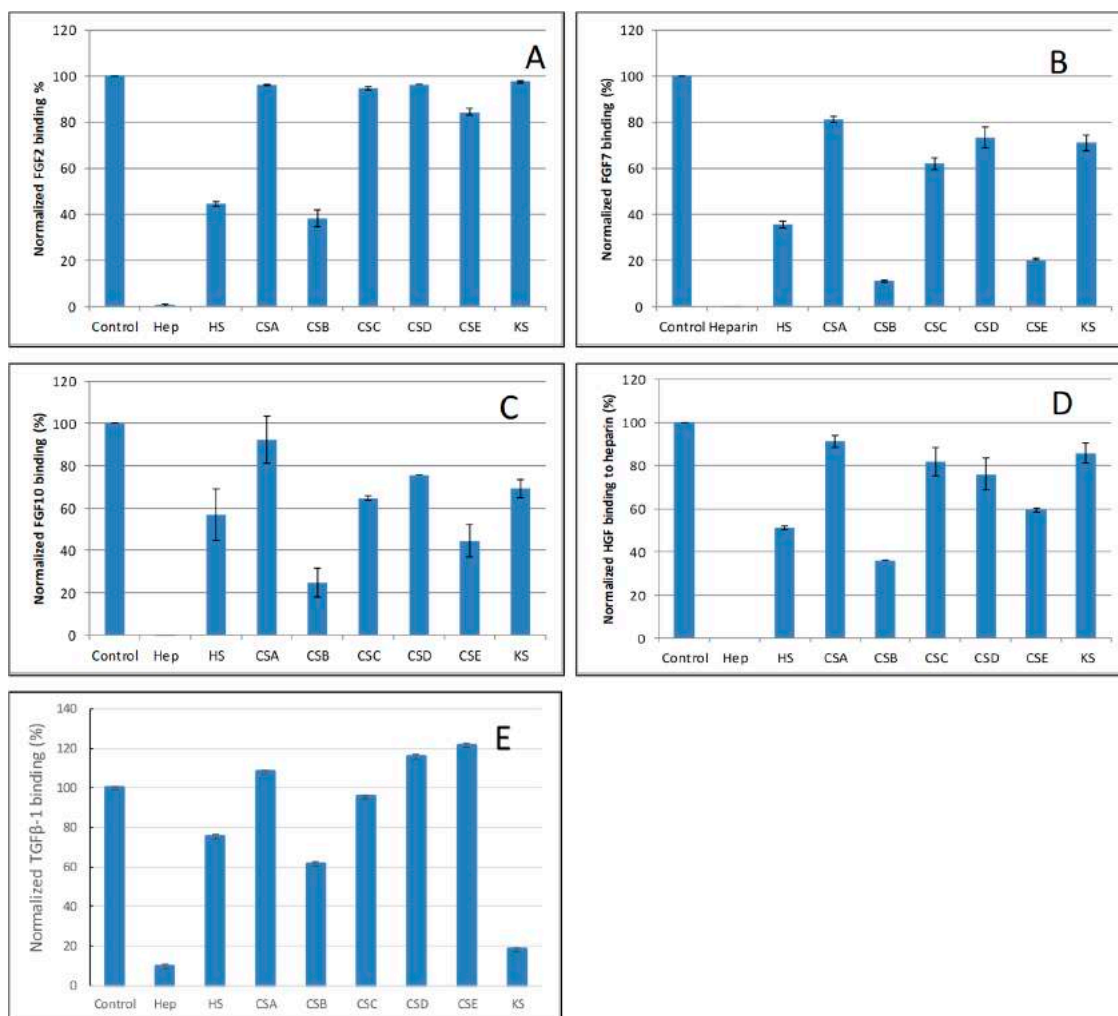 A
Normalized FGF2 binding %
120
100
80
60
40
20
0
Control Hep HS CSA CSB CSC CSD CSE KS
B
Normalized FGF7 binding (%)
120
100
80
60
40
20
0
Control Heparin HS CSA CSB CSC CSD CSE KS
C
Normalized FGF10 binding (%)
120
100
80
60
40
20
0
Control Hep HS CSA CSB CSC CSD CSE KS
D
Normalized HGF binding to heparin (%)
120
100
80
60
40
20
0
Control Hep HS CSA CSB CSC CSD CSE KS
E
Normalized TGFβ-1 binding (%)
140
120
100
80
60
40
20
0
Control Hep HS CSA CSB CSC CSD CSE KS